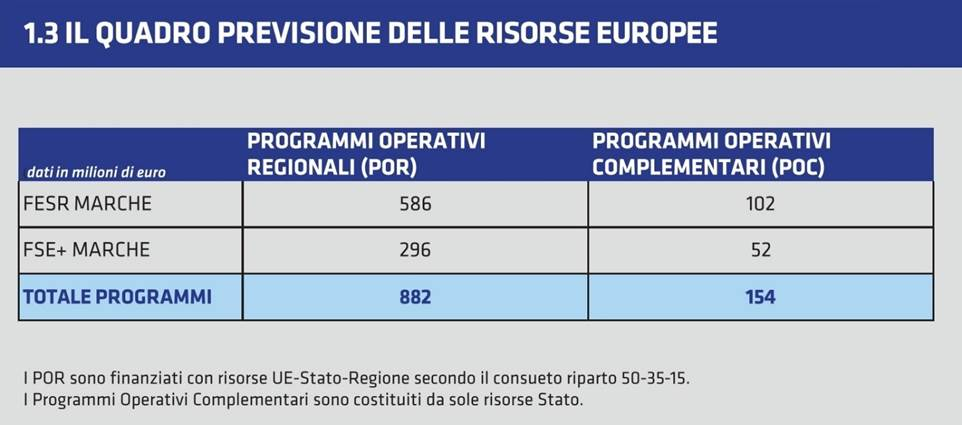 1.3 IL QUADRO PREVISIONE DELLE RISORSE EUROPEE
dati in milioni di euro
PROGRAMMI OPERATIVI
REGIONALI (POR)
PROGRAMMI OPERATIVI
COMPLEMENTARI (POC)
FESR MARCHE 586 102
FSE+ MARCHE 296 52
TOTALE PROGRAMMI 882 154
I POR sono finanziati con risorse UE-Stato-Regione secondo il consueto riparto 50-35-15.
I Programmi Operativi Complementari sono costituiti da sole risorse Stato.